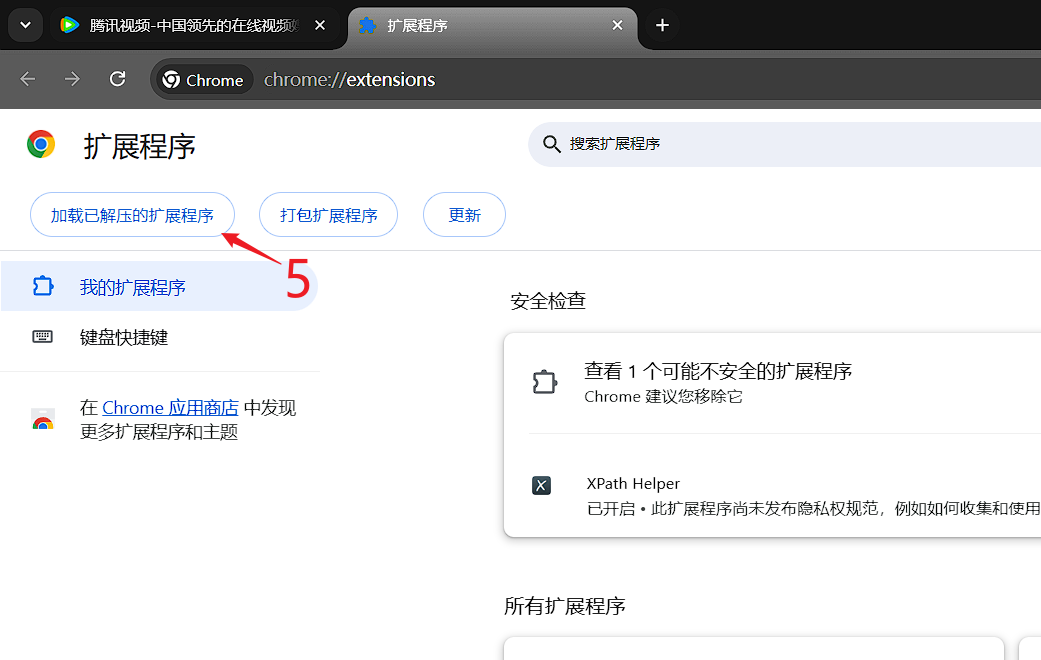 腾讯视频-中国领先的在线视频
扩展程序
Chrome
chrome://extensions
扩展程序
搜索扩展程序
加载已解压的扩展程序
打包扩展程序
更新
5
我的扩展程序
键盘快捷键
在 Chrome 应用商店 中发现
更多扩展程序和主题
安全检查
查看 1 个可能不安全的扩展程序
Chrome 建议您移除它
XPath Helper
已开启 • 此扩展程序尚未发布隐私权规范，例如如何收集和使用
所有扩展程序